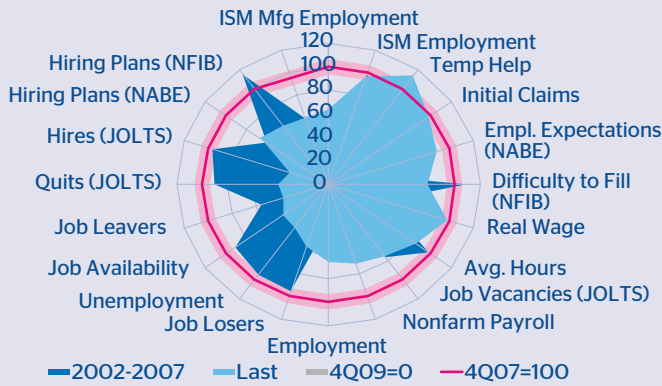 ISM Mfg Employment
ISM Employment
Temp Help
Initial Claims
Empl. Expectations
(NABE)
Difficulty to Fill
(NFIB)
Real Wage
Avg. Hours
Job Vacancies (JOLTS)
Nonfarm Payroll
Employment
Job Losers
Unemployment
Job Availability
Job Leavers
Quits (JOLTS)
Hires (JOLTS)
Hiring Plans (NABE)
Hiring Plans (NFIB)
120
100
80
60
40
20
0
2002-2007
Last
4Q09=0
4Q07=100